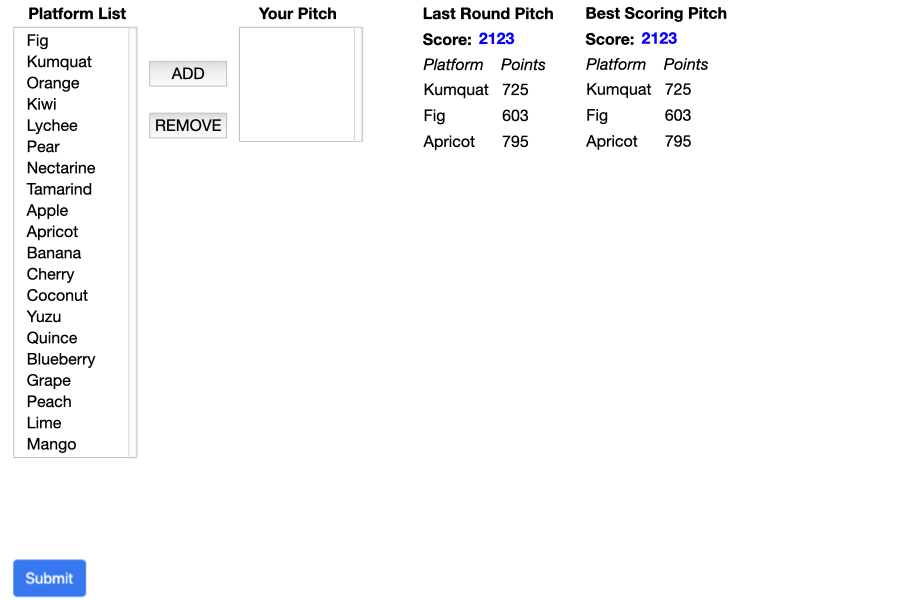 Platform List
Fig
Kumquat
Orange
Kiwi
Lychee
Pear
Nectarine
Tamarind
Apple
Apricot
Banana
Cherry
Coconut
Yuzu
Quince
Blueberry
Grape
Peach
Lime
Mango
ADD
REMOVE
Your Pitch
Last Round Pitch
Score: 2123
Platform Points
Kumquat 725
Fig 603
Apricot 795
Best Scoring Pitch
Score: 2123
Platform Points
Kumquat 725
Fig 603
Apricot 795
Submit